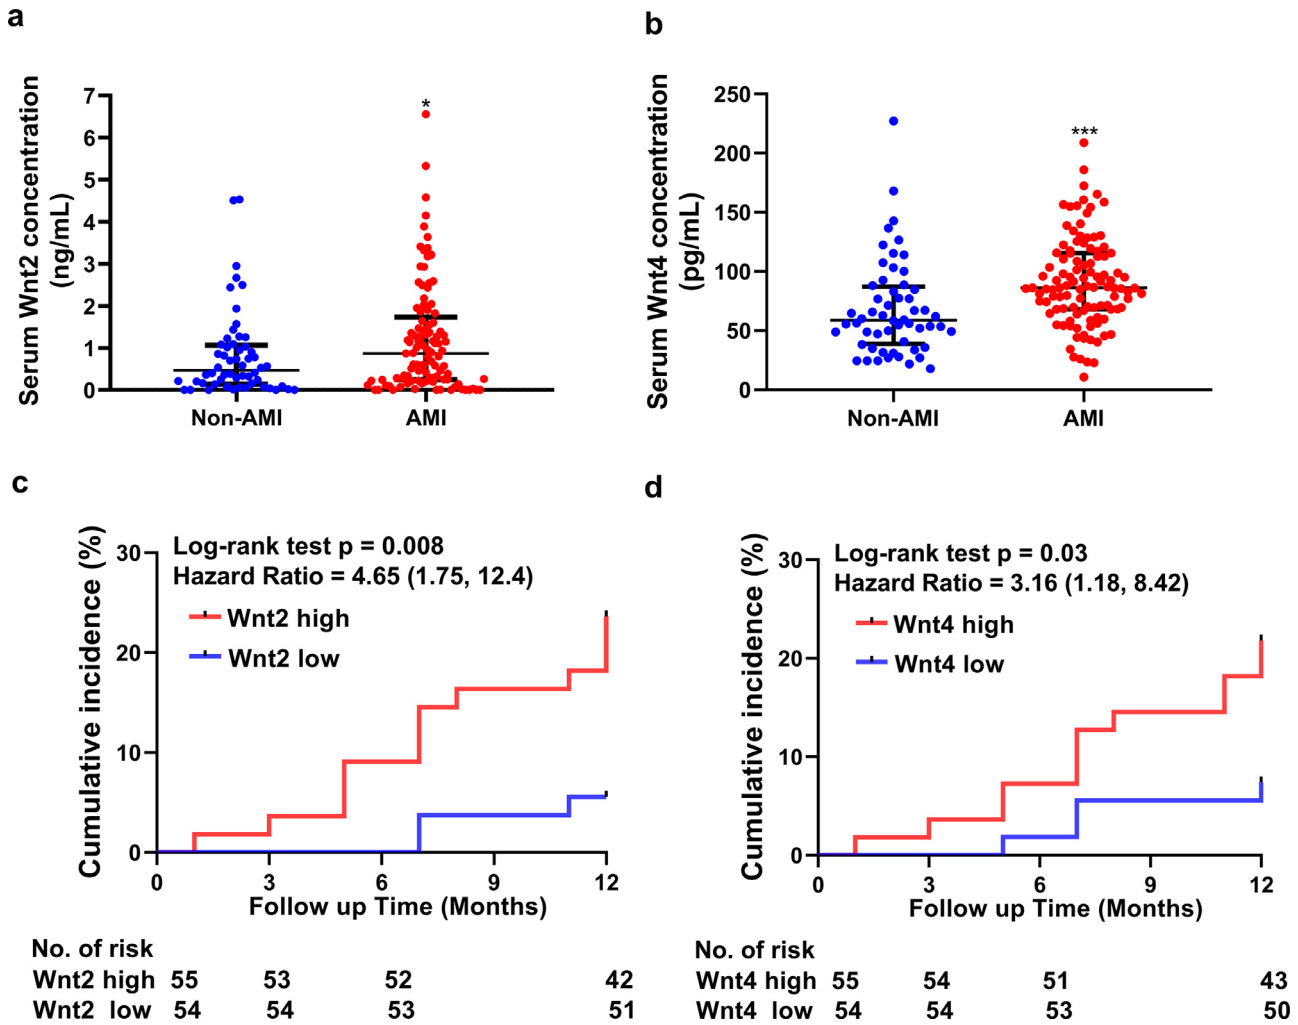 a
Serum Wnt2 concentration
(ng/mL)
7
6
5
4
3
2
1
0
*
Non-AMI
AMI
b
Serum Wnt4 concentration
(pg/mL)
250
200
150
100
50
0
***
Non-AMI
AMI
c
Cumulative incidence (%)
30
20
10
0
Log-rank test p = 0.008
Hazard Ratio = 4.65 (1.75, 12.4)
Wnt2 high
Wnt2 low
0 3 6 9 12
Follow up Time (Months)
No. of risk
Wnt2 high 55 53 52 42
Wnt2 low 54 54 53 51
d
Cumulative incidence (%)
30
20
10
0
Log-rank test p = 0.03
Hazard Ratio = 3.16 (1.18, 8.42)
Wnt4 high
Wnt4 low
0 3 6 9 12
Follow up Time (Months)
No. of risk
Wnt4 high 55 54 51 43
Wnt4 low 54 54 53 50